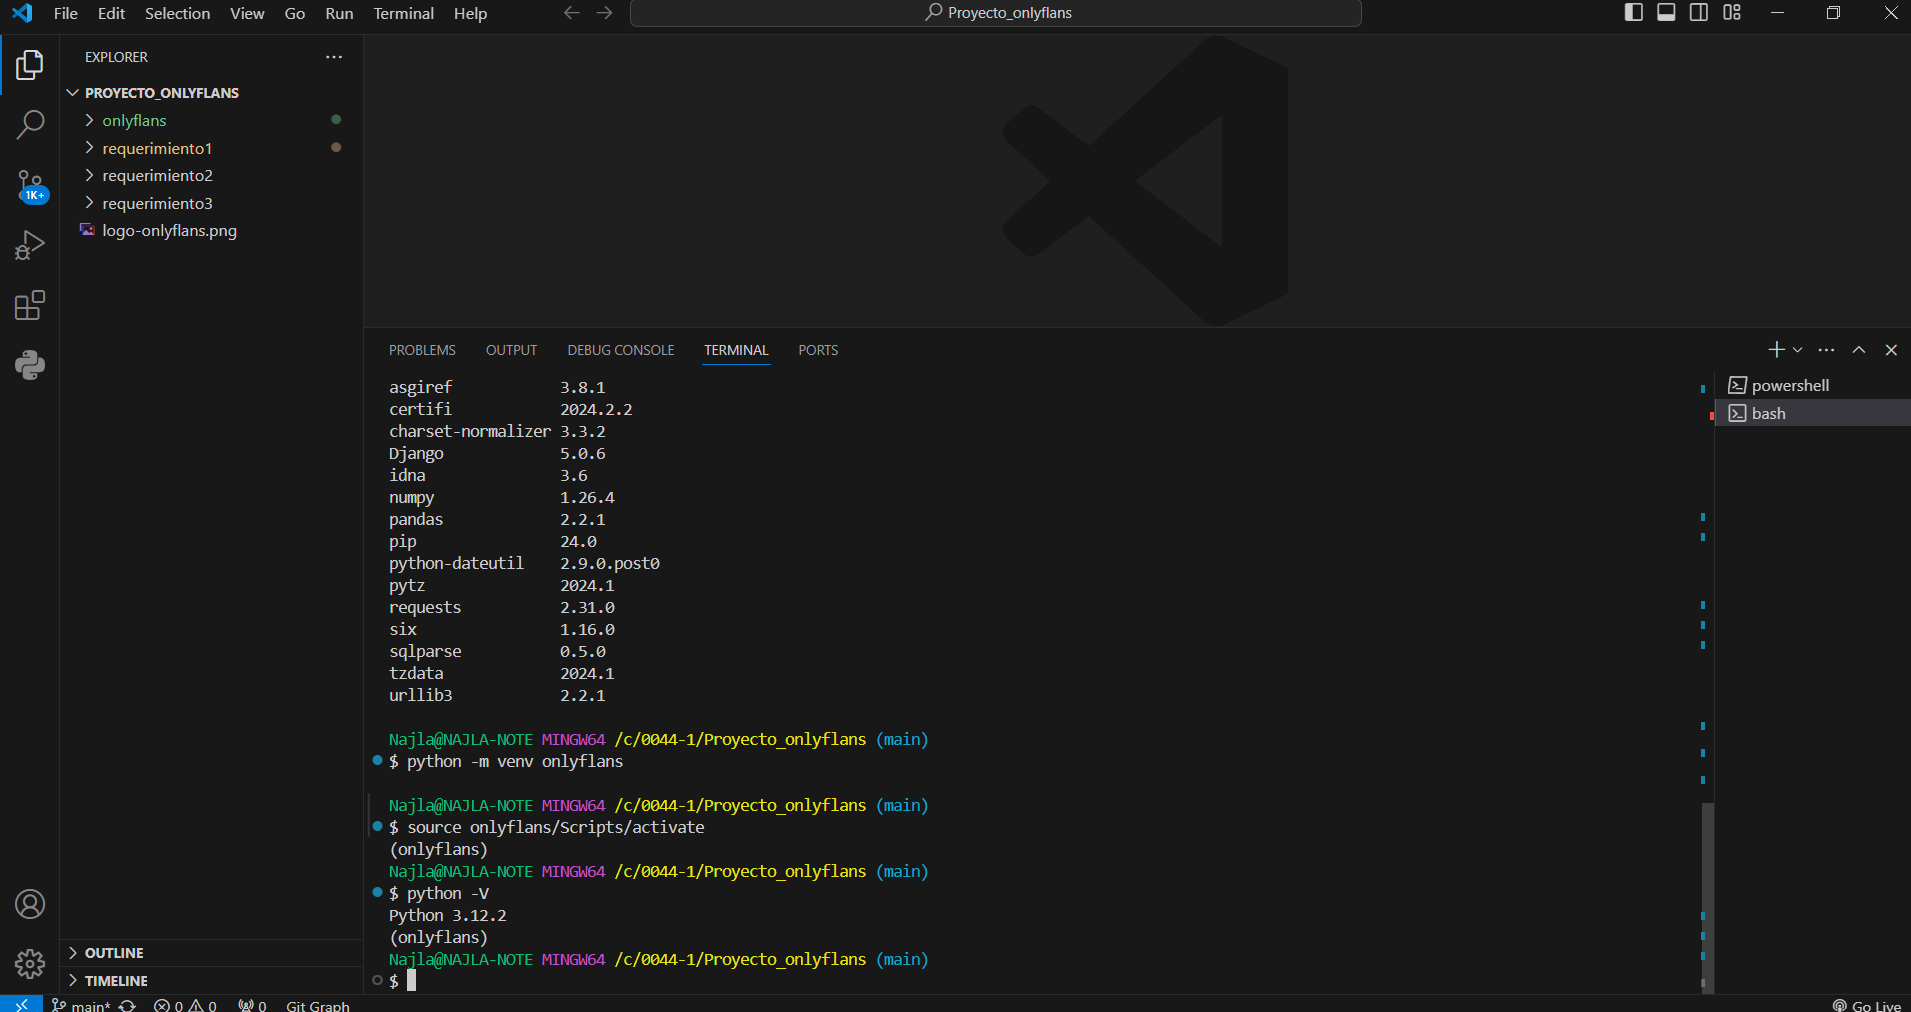 File Edit Selection View Go Run Terminal Help
Proyecto_onlyflans
EXPLORER
PROYECTO_ONLYFLANS
onlyflans
requerimiento1
requerimiento2
requerimiento3
logo-onlyflans.png
1K+
OUTLINE
TIMELINE
PROBLEMS OUTPUT DEBUG CONSOLE TERMINAL PORTS
powershell
bash
asgiref 3.8.1
certifi 2024.2.2
charset-normalizer 3.3.2
Django 5.0.6
idna 3.6
numpy 1.26.4
pandas 2.2.1
pip 24.0
python-dateutil 2.9.0.post0
pytz 2024.1
requests 2.31.0
six 1.16.0
sqlparse 0.5.0
tzdata 2024.1
urllib3 2.2.1
Najla@NAJLA-NOTE MINGW64 /c/0044-1/Proyecto_onlyflans (main)
$ python -m venv onlyflans
Najla@NAJLA-NOTE MINGW64 /c/0044-1/Proyecto_onlyflans (main)
$ source onlyflans/Scripts/activate
(onlyflans)
Najla@NAJLA-NOTE MINGW64 /c/0044-1/Proyecto_onlyflans (main)
$ python -V
Python 3.12.2
(onlyflans)
Najla@NAJLA-NOTE MINGW64 /c/0044-1/Proyecto_onlyflans (main)
$
main* 0 0 0 Git Graph Go Live